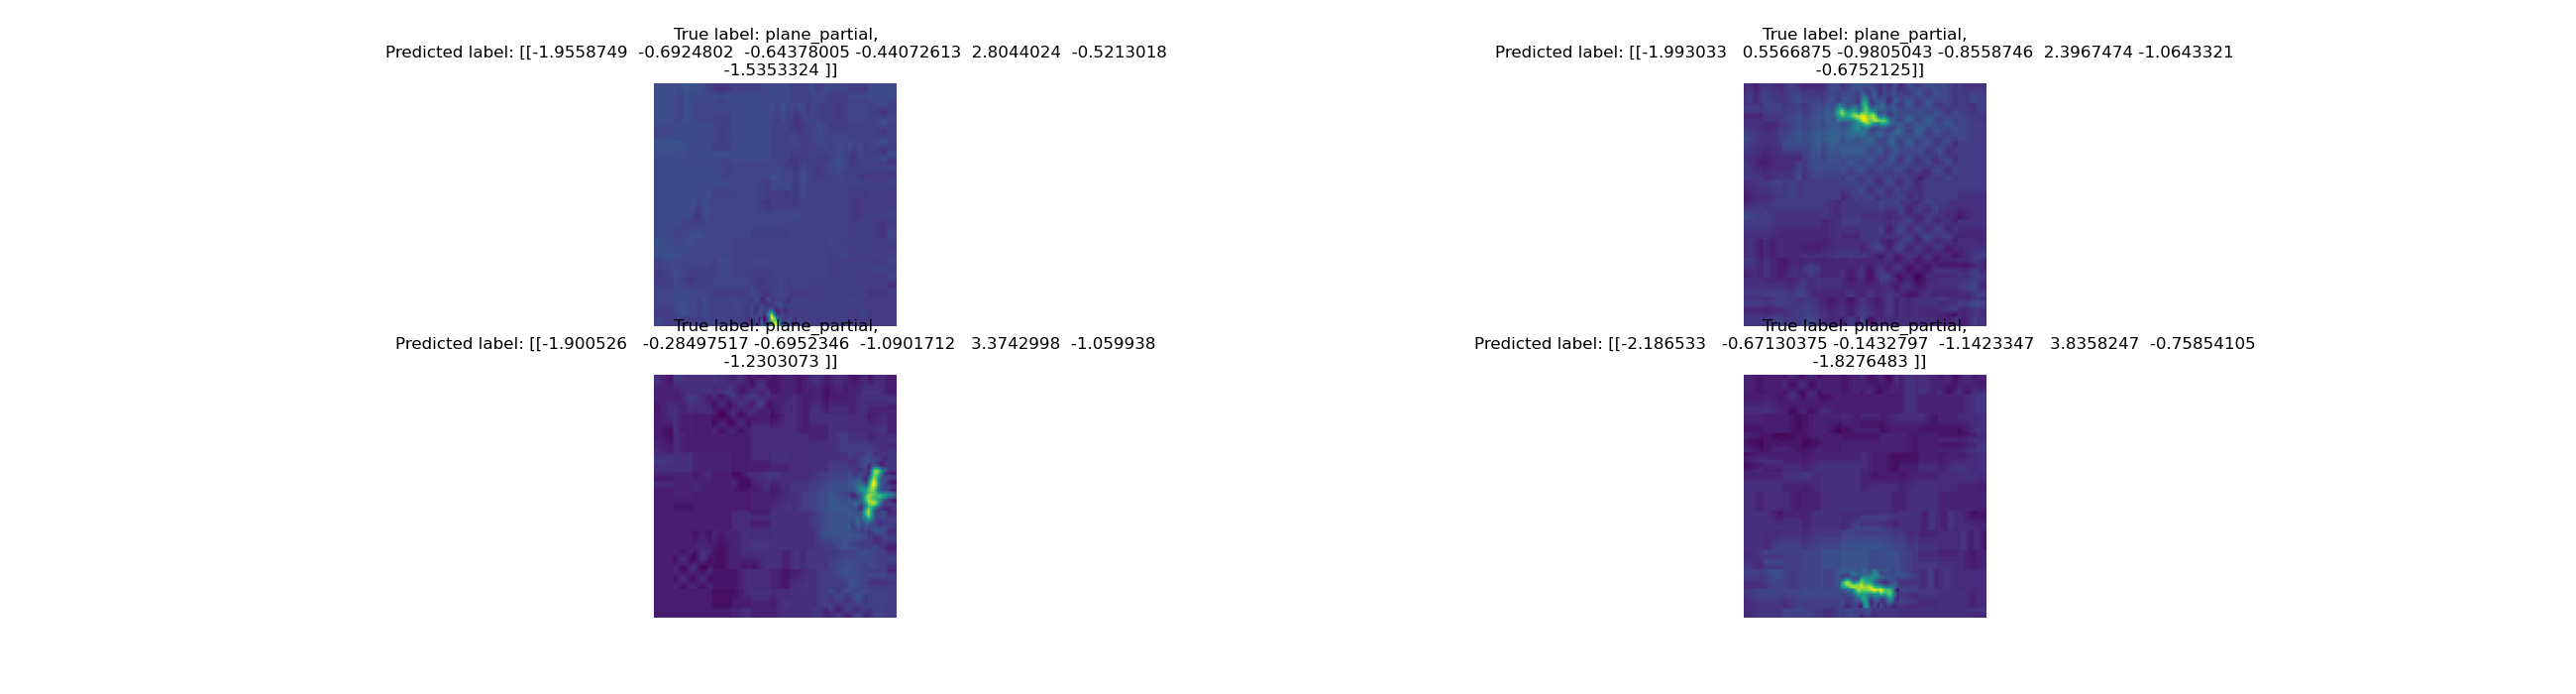 True label: plane_partial,
Predicted label: [[-1.9558749  -0.6924802  -0.64378005 -0.44072613  2.8044024  -0.5213018
-1.5353324 ]]
True label: plane_partial,
Predicted label: [[-1.993033   0.5566875 -0.9805043 -0.8558746  2.3967474 -1.0643321
-0.6752125]]
True label: plane_partial,
Predicted label: [[-1.900526   -0.28497517 -0.6952346  -1.0901712   3.3742998  -1.059938
-1.2303073 ]]
True label: plane_partial,
Predicted label: [[-2.186533   -0.67130375 -0.1432797  -1.1423347   3.8358247  -0.75854105
-1.8276483 ]]